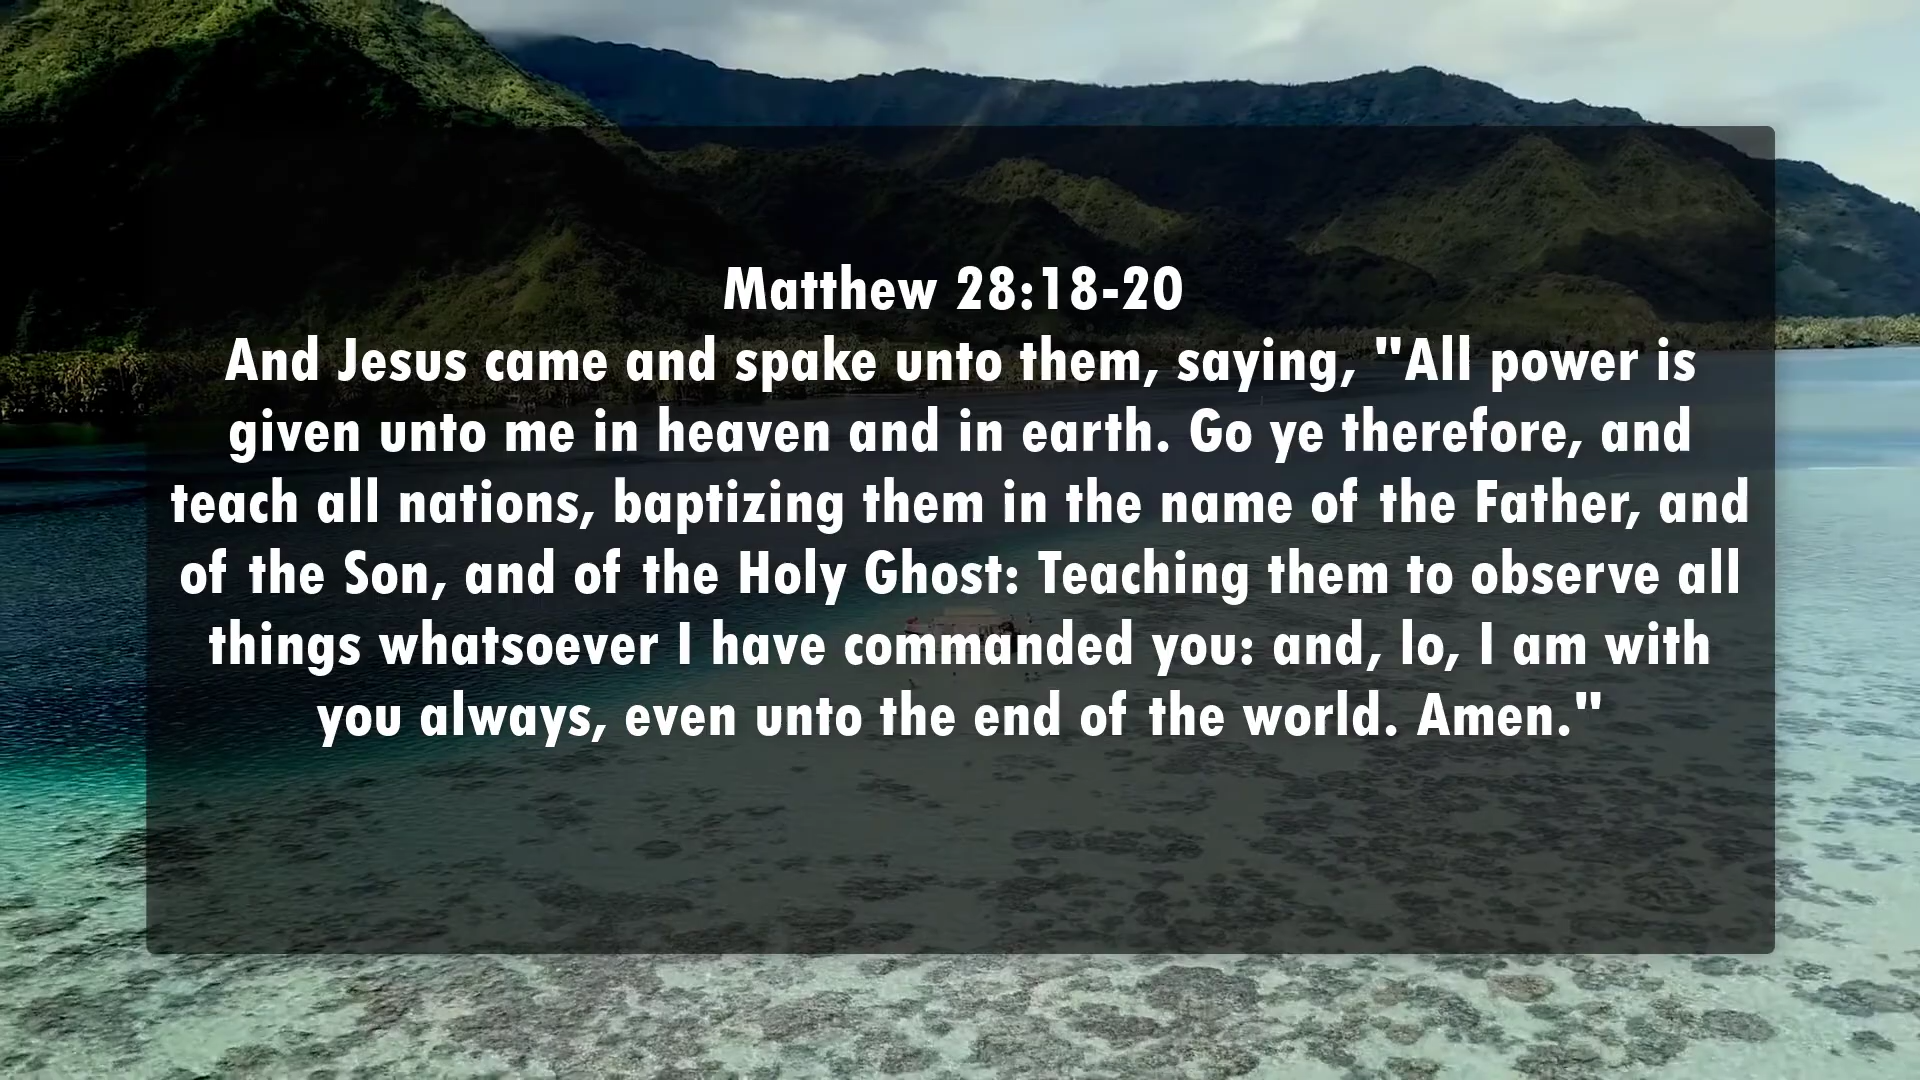 Matthew 28:18-20
And Jesus came and spake unto them, saying, "All power is
given unto me in heaven and in earth. Go ye therefore, and
teach all nations, baptizing them in the name of the Father, and
of the Son, and of the Holy Ghost: Teaching them to observe all
things whatsoever I have commanded you: and, lo, I am with
you always, even unto the end of the world. Amen."